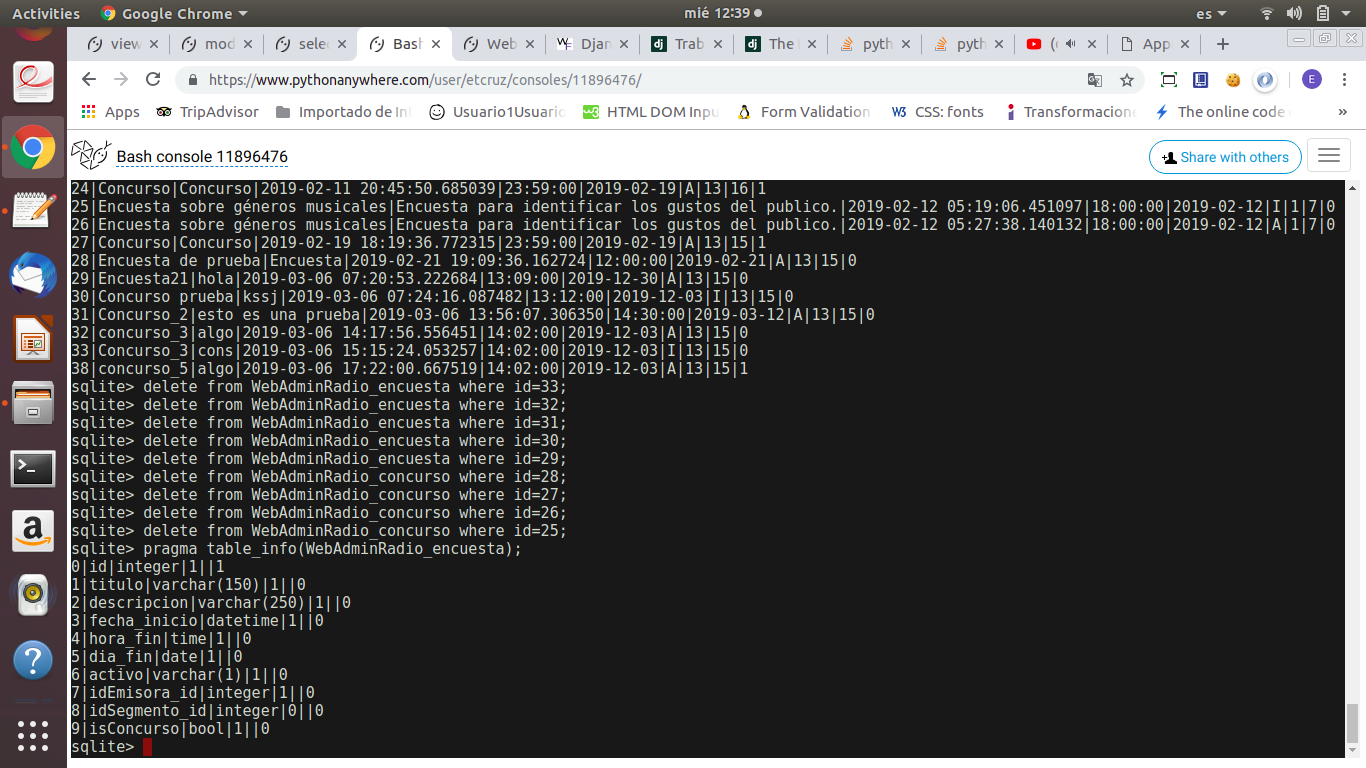 Activities Google Chrome mié 12:39 es
view mod selec Bash Web Djan Trab The pyth pyth ( App
https://www.pythonanywhere.com/user/etcruz/consoles/11896476/ E
Apps TripAdvisor Importado de Int Usuario1Usuario HTML DOM Inpu Form Validation W3 CSS: fonts Transformacione The online code »
Bash console 11896476 Share with others
24|Concurso|Concurso|2019-02-11 20:45:50.685039|23:59:00|2019-02-19|A|13|16|1
25|Encuesta sobre géneros musicales|Encuesta para identificar los gustos del publico.|2019-02-12 05:19:06.451097|18:00:00|2019-02-12|I|1|7|0
26|Encuesta sobre géneros musicales|Encuesta para identificar los gustos del publico.|2019-02-12 05:27:38.140132|18:00:00|2019-02-12|A|1|7|0
27|Concurso|Concurso|2019-02-19 18:19:36.772315|23:59:00|2019-02-19|A|13|15|1
28|Encuesta de prueba|Encuesta|2019-02-21 19:09:36.162724|12:00:00|2019-02-21|A|13|15|0
29|Encuesta21|hola|2019-03-06 07:20:53.222684|13:09:00|2019-12-30|A|13|15|0
30|Concurso prueba|kssj|2019-03-06 07:24:16.087482|13:12:00|2019-12-03|I|13|15|0
31|Concurso_2|esto es una prueba|2019-03-06 13:56:07.306350|14:30:00|2019-03-12|A|13|15|0
32|concurso_3|algo|2019-03-06 14:17:56.556451|14:02:00|2019-12-03|A|13|15|0
33|Concurso_3|cons|2019-03-06 15:15:24.053257|14:02:00|2019-12-03|I|13|15|0
38|concurso_5|algo|2019-03-06 17:22:00.667519|14:02:00|2019-12-03|A|13|15|1
sqlite> delete from WebAdminRadio_encuesta where id=33;
sqlite> delete from WebAdminRadio_encuesta where id=32;
sqlite> delete from WebAdminRadio_encuesta where id=31;
sqlite> delete from WebAdminRadio_encuesta where id=30;
sqlite> delete from WebAdminRadio_encuesta where id=29;
sqlite> delete from WebAdminRadio_concurso where id=28;
sqlite> delete from WebAdminRadio_concurso where id=27;
sqlite> delete from WebAdminRadio_concurso where id=26;
sqlite> delete from WebAdminRadio_concurso where id=25;
sqlite> pragma table_info(WebAdminRadio_encuesta);
0|id|integer|1||1
1|titulo|varchar(150)|1||0
2|descripcion|varchar(250)|1||0
3|fecha_inicio|datetime|1||0
4|hora_fin|time|1||0
5|dia_fin|date|1||0
6|activo|varchar(1)|1||0
7|idEmisora_id|integer|1||0
8|idSegmento_id|integer|0||0
9|isConcurso|bool|1||0
sqlite>